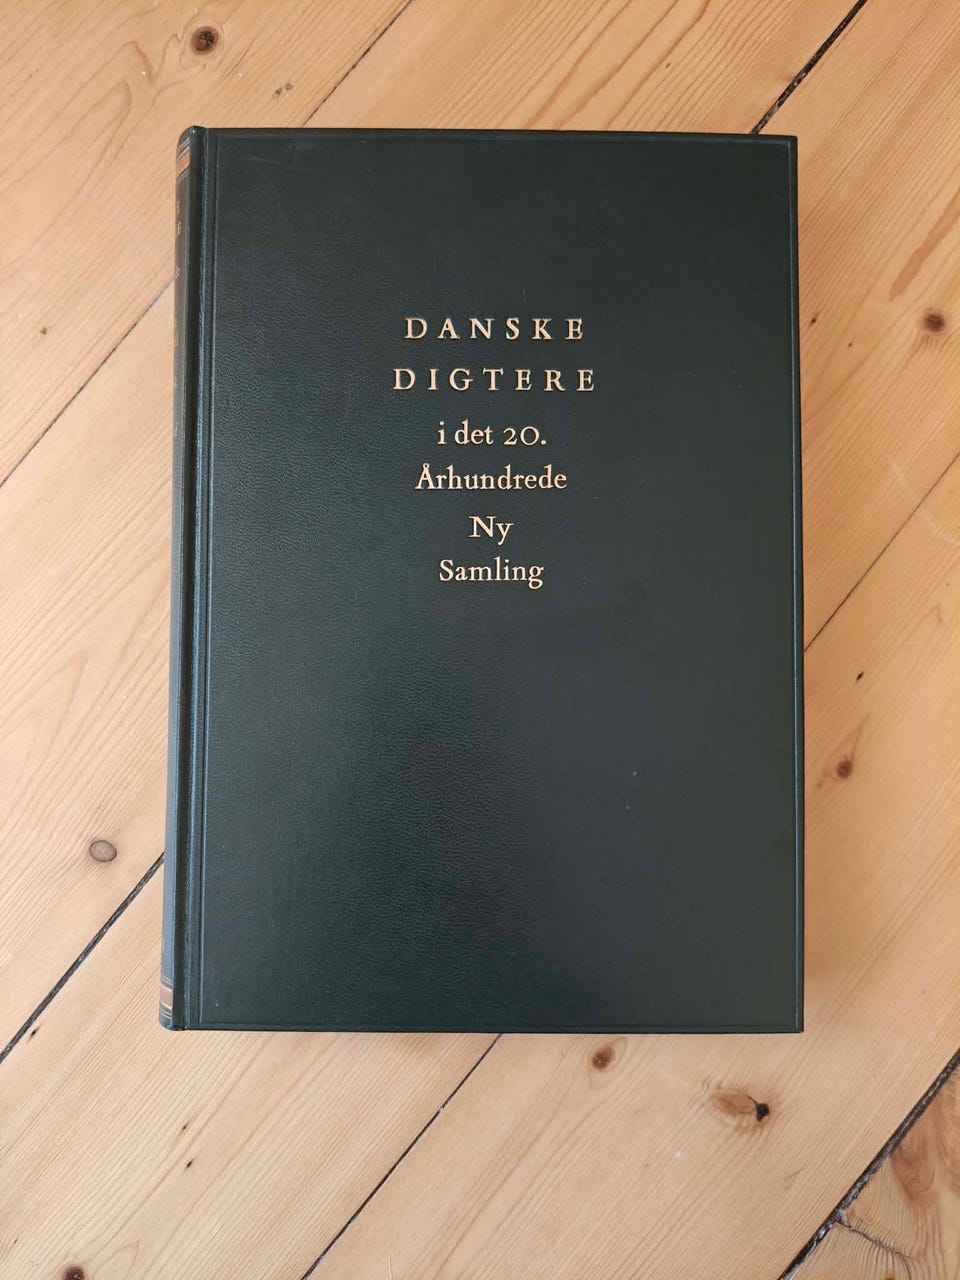 DANSKE
DIGTERE
i det 20.
Århundrede
Ny
Samling